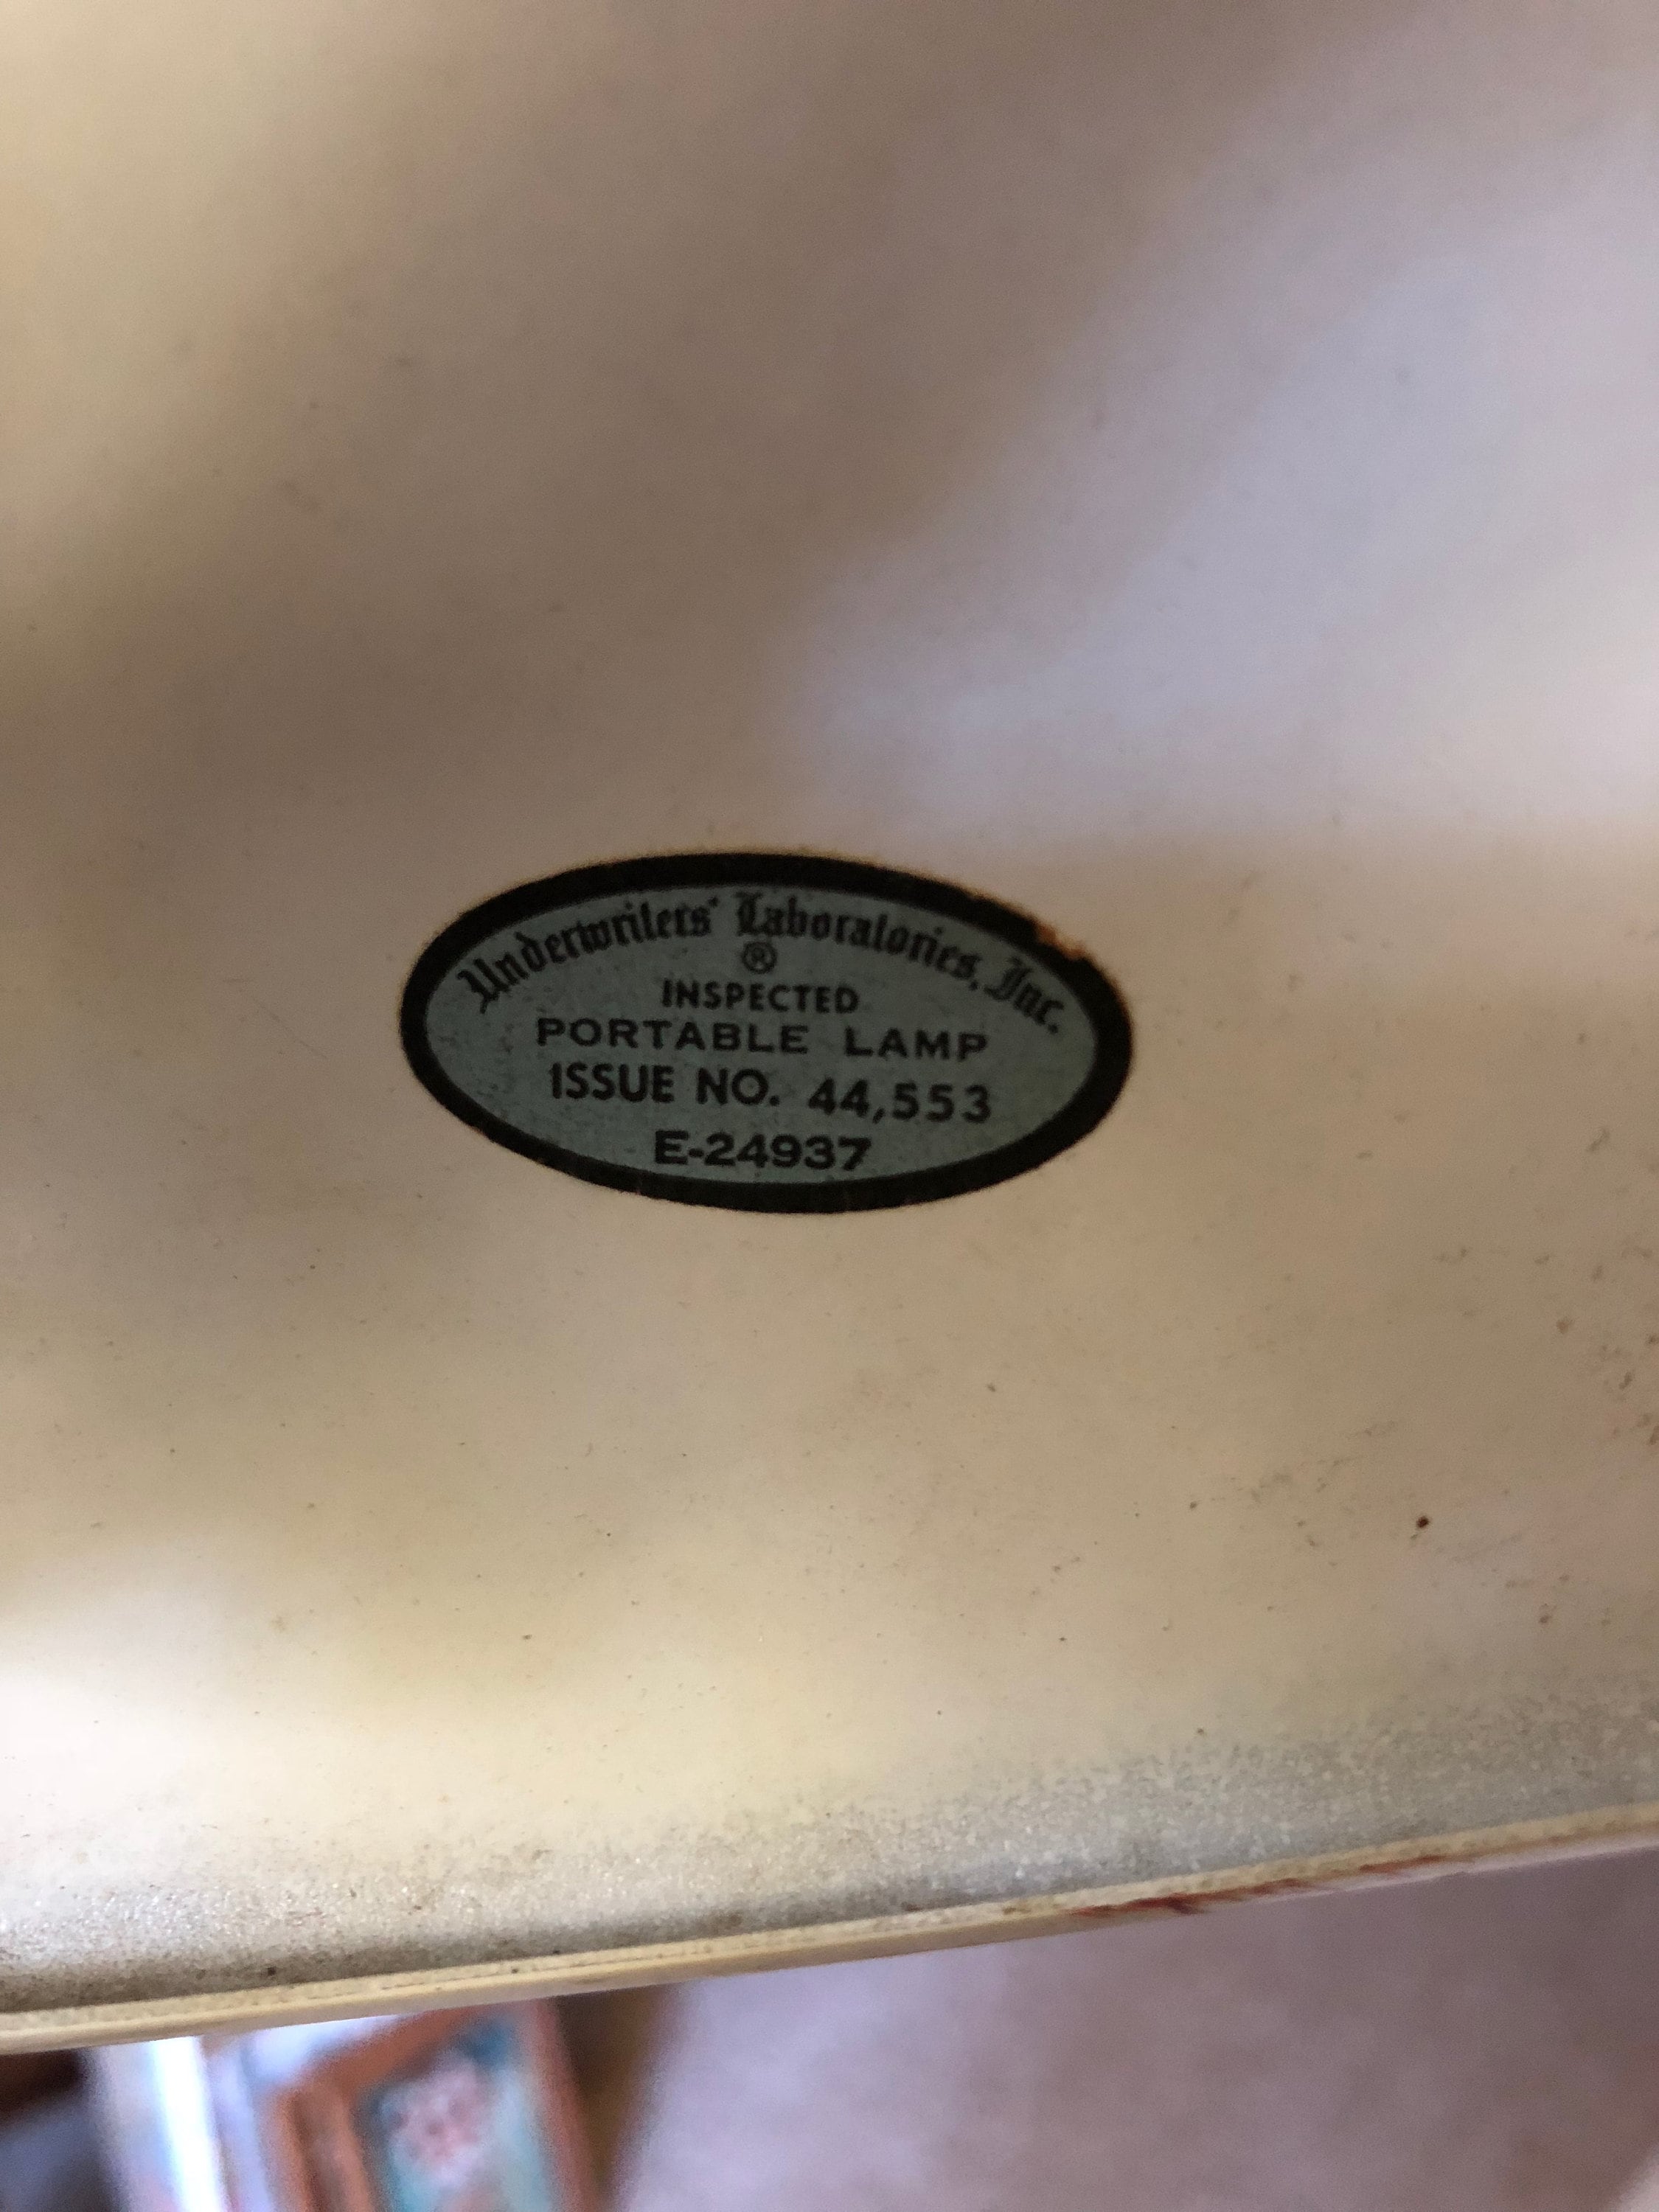 Underwriters' Laboratories, Inc.
®
INSPECTED
PORTABLE LAMP
ISSUE NO. 44,553
E-24937